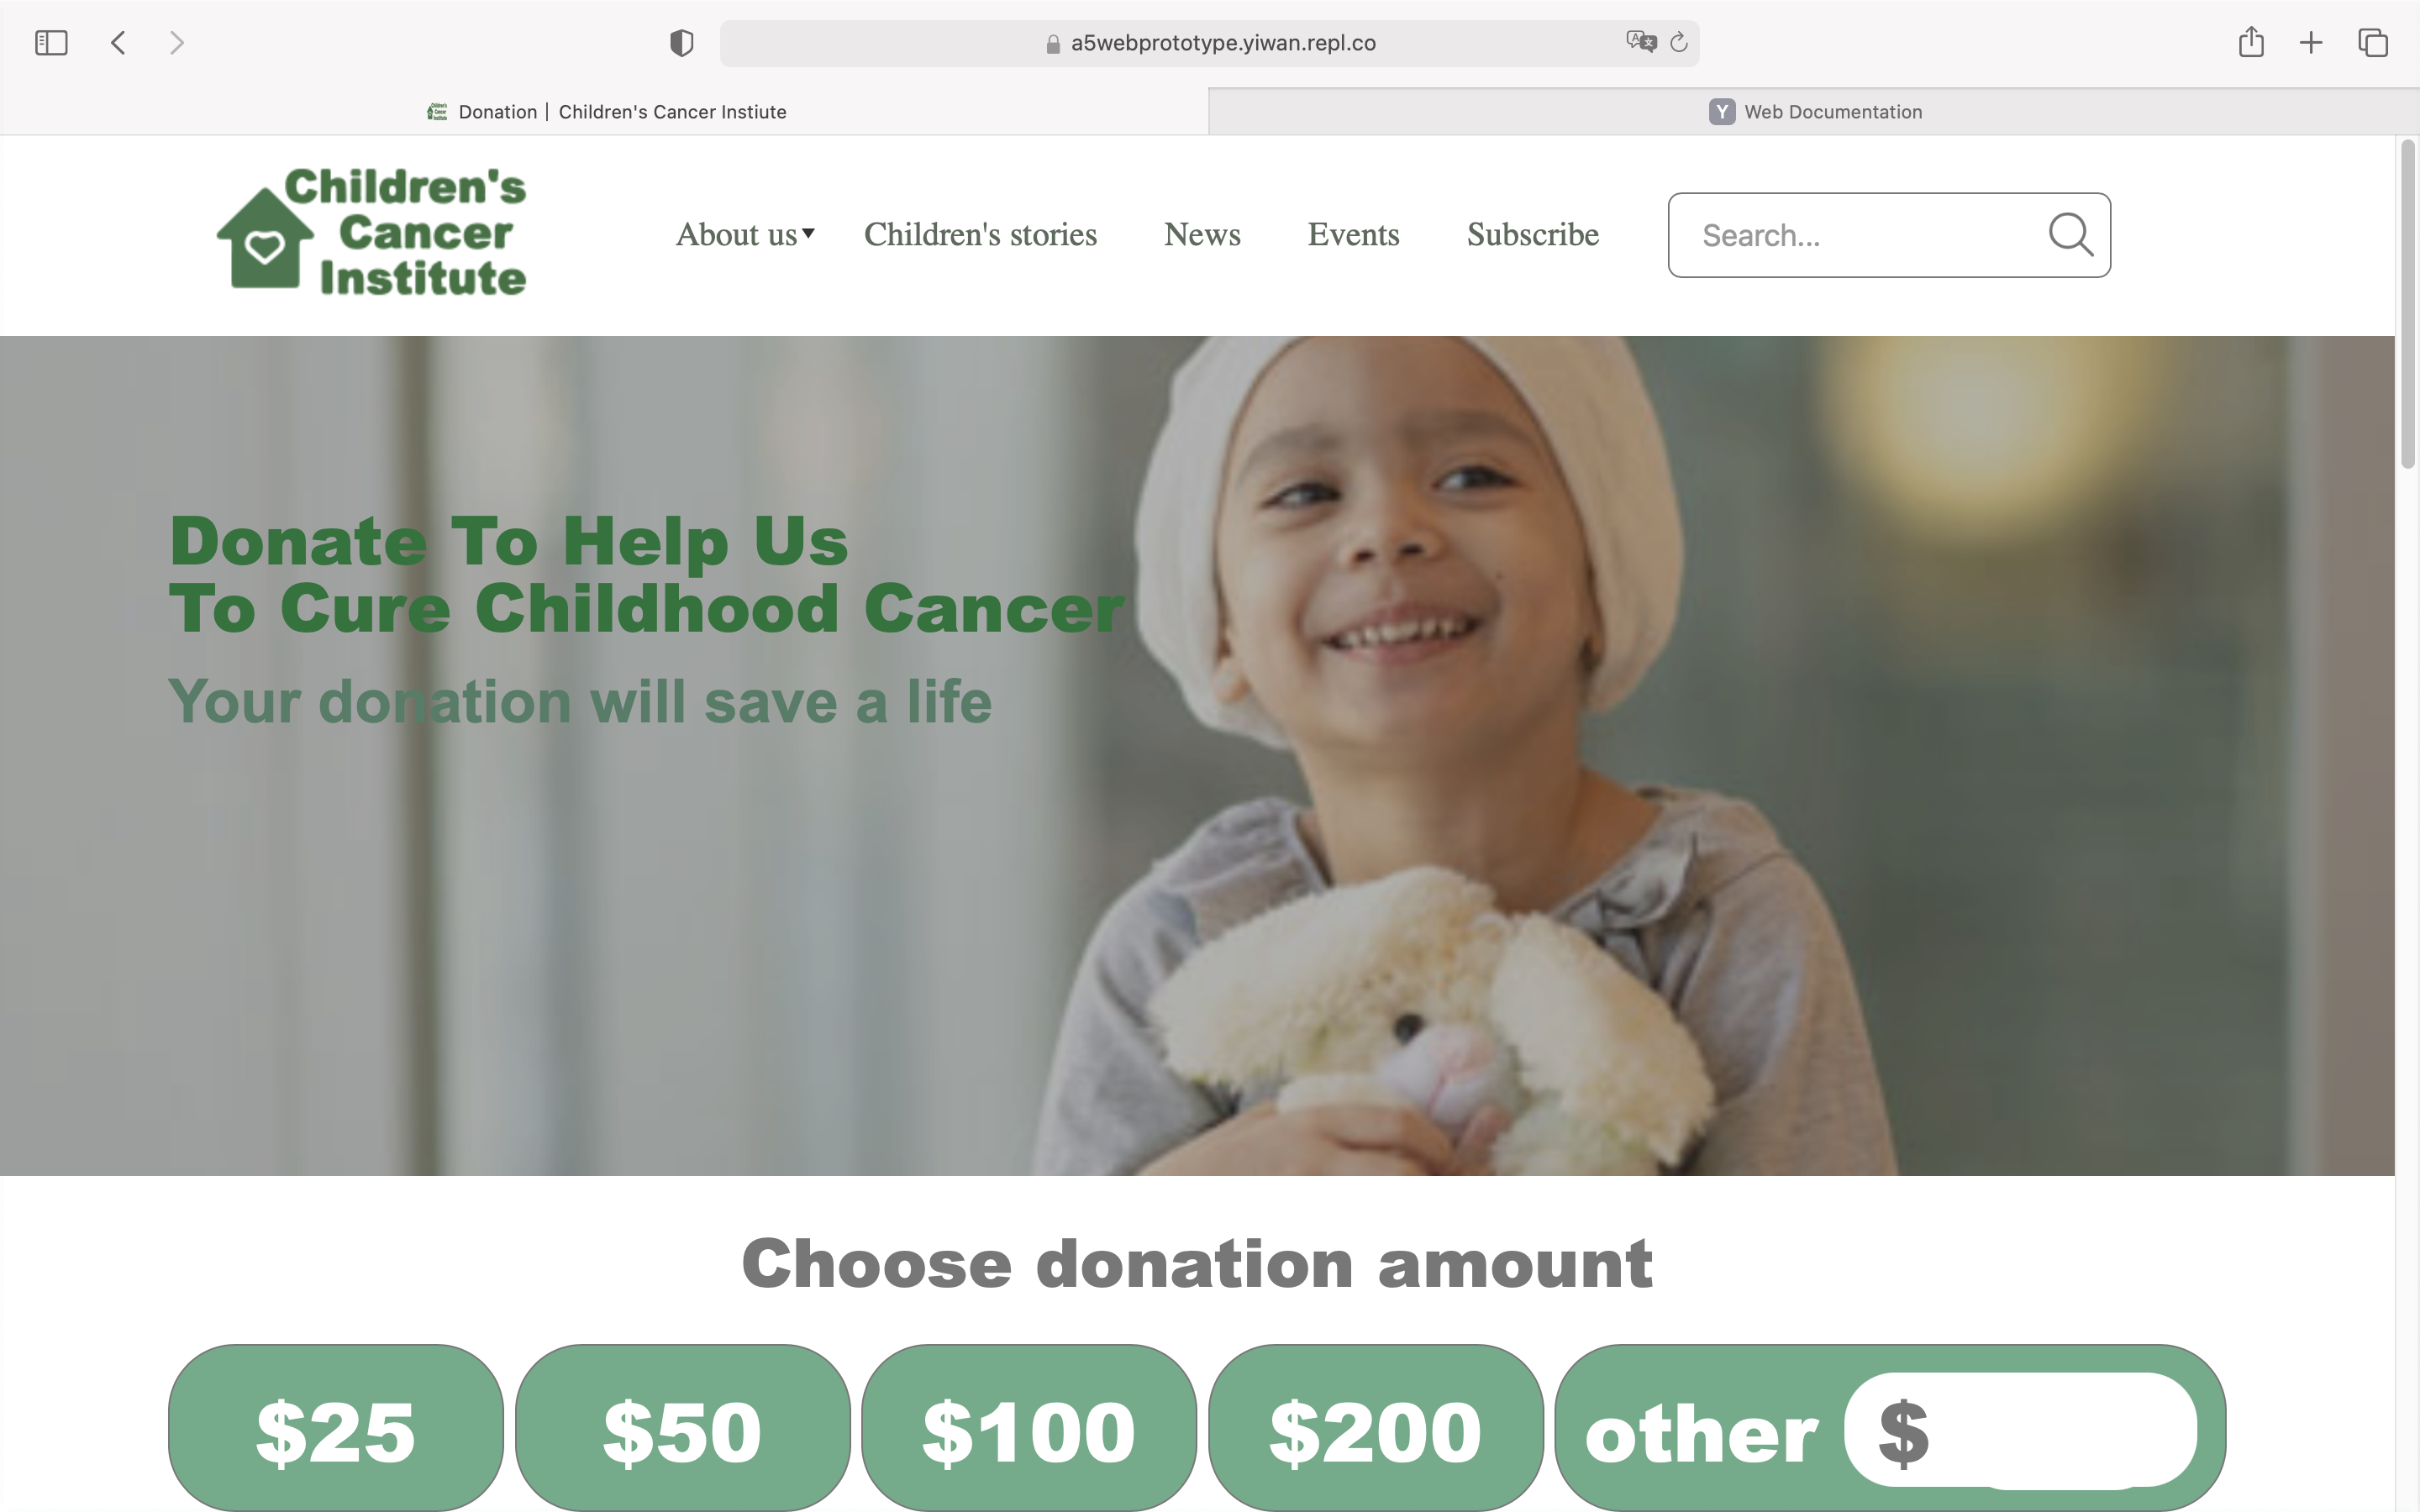 a5webprototype.yiwan.repl.co
Donation | Children's Cancer Instiute
Y Web Documentation
Children's
Cancer
Institute
About us Children's stories News Events Subscribe Search...
Donate To Help Us
To Cure Childhood Cancer
Your donation will save a life
Choose donation amount
$25 $50 $100 $200 other $